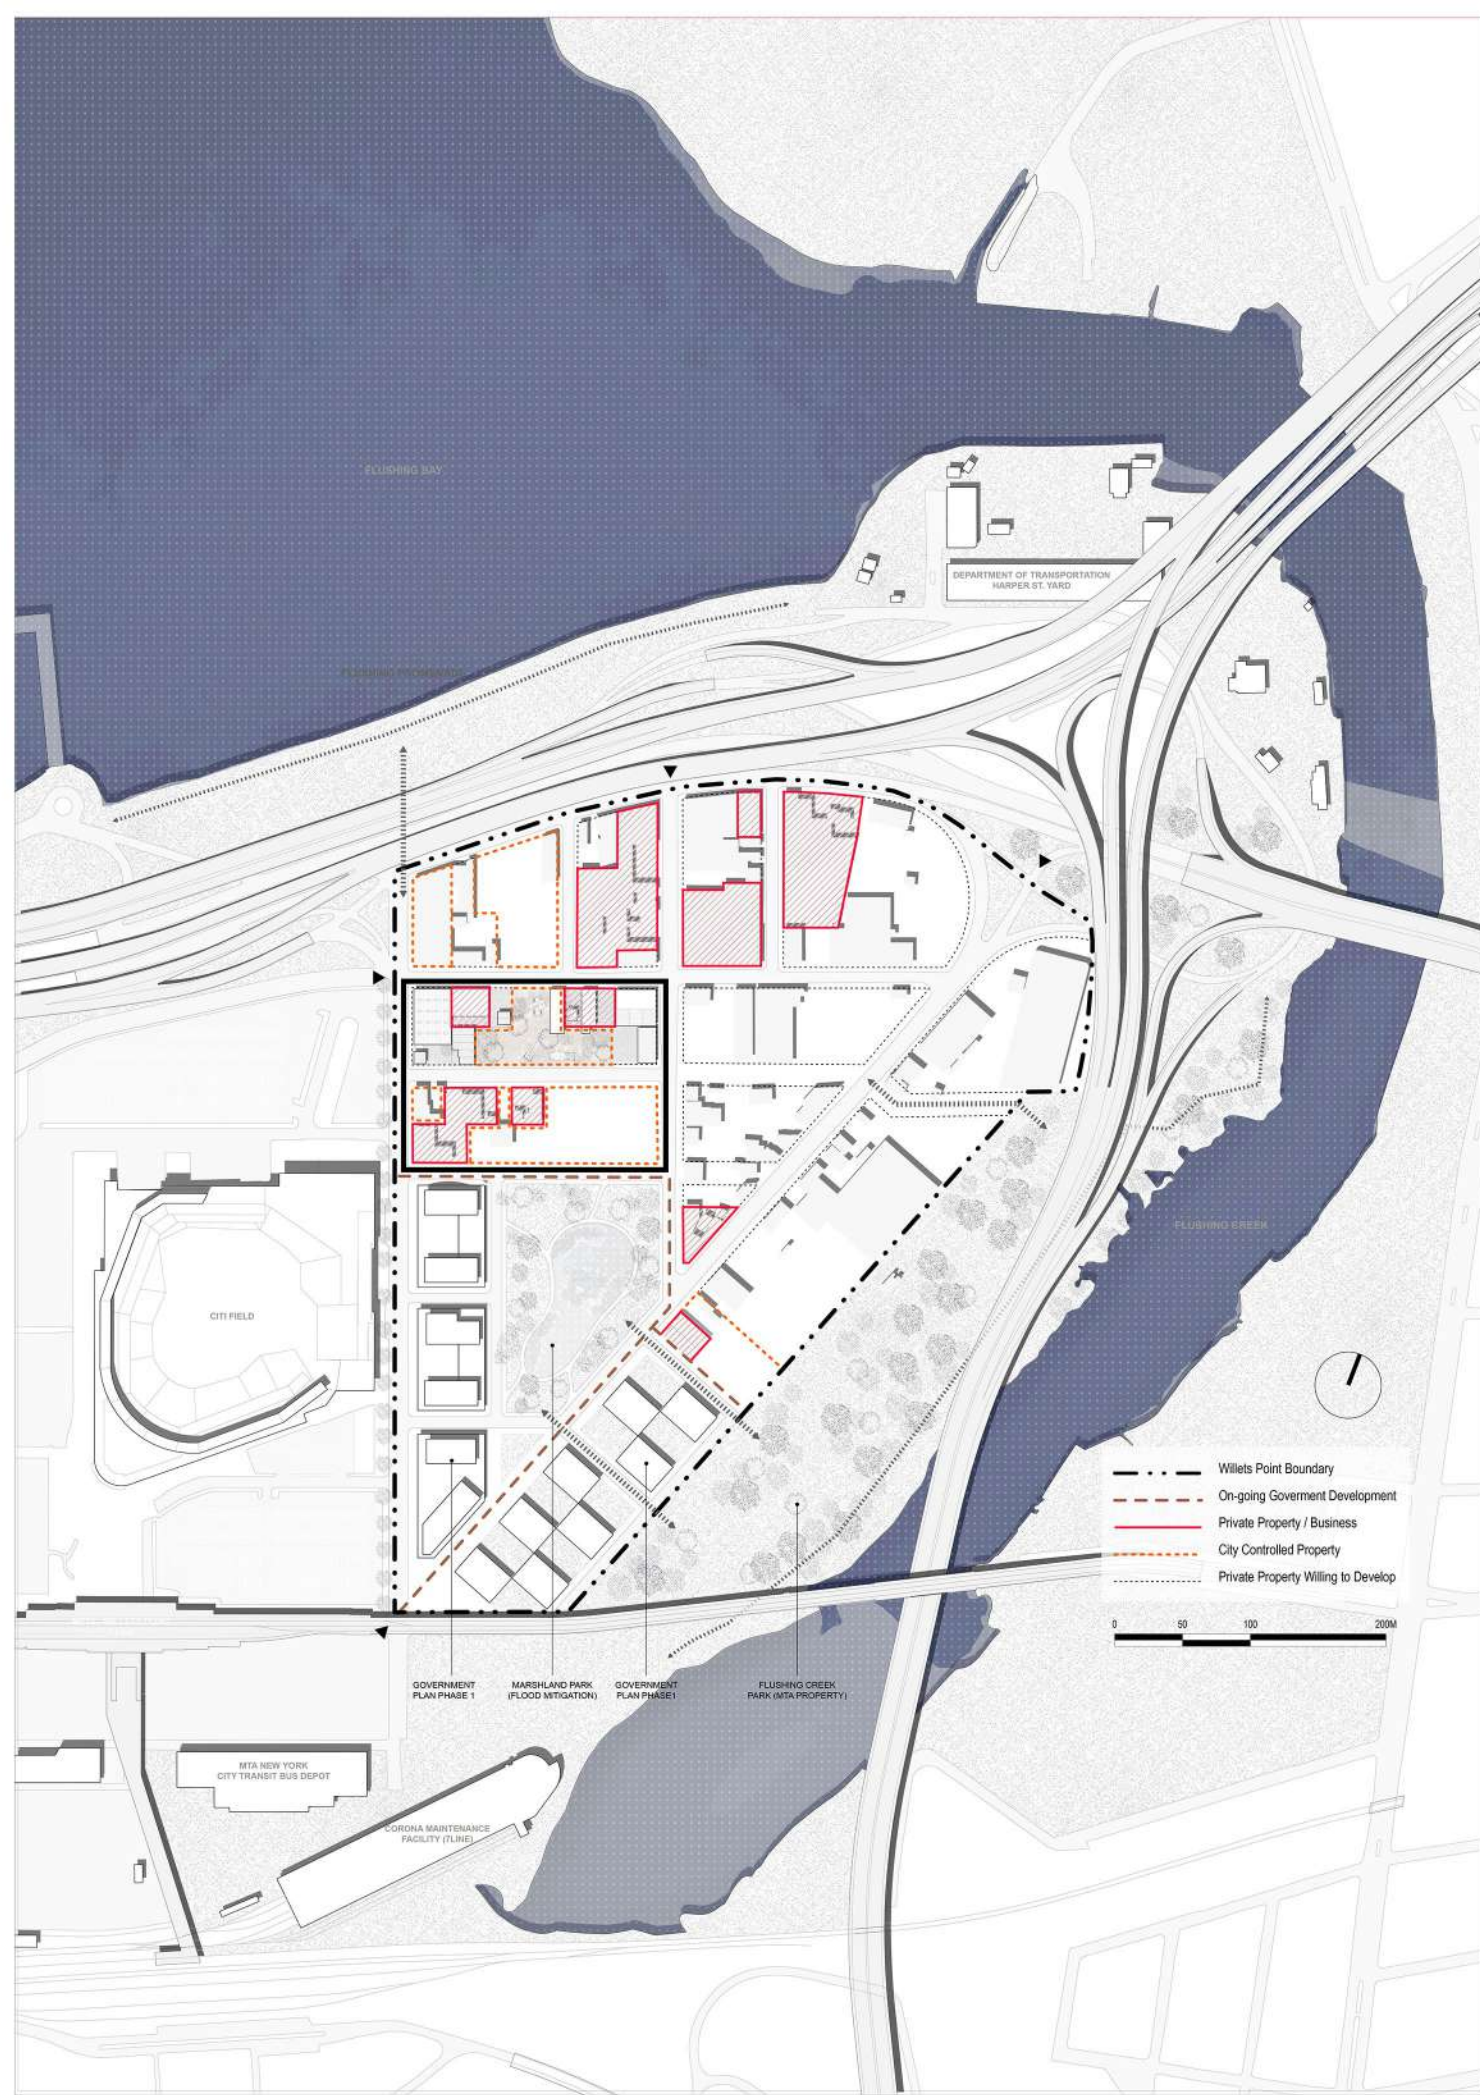 FLUSHING BAY
DEPARTMENT OF TRANSPORTATION
HARPER ST. YARD
FLUSHING PROMENADE
FLUSHING CREEK
CITI FIELD
Willets Point Boundary
On-going Goverment Development
Private Property / Business
City Controlled Property
Private Property Willing to Develop
0 50 100 200M
GOVERNMENT
PLAN PHASE 1
MARSHLAND PARK
(FLOOD MITIGATION)
GOVERNMENT
PLAN PHASE1
FLUSHING CREEK
PARK (MTA PROPERTY)
MTA NEW YORK
CITY TRANSIT BUS DEPOT
CORONA MAINTENANCE
FACILITY (7LINE)